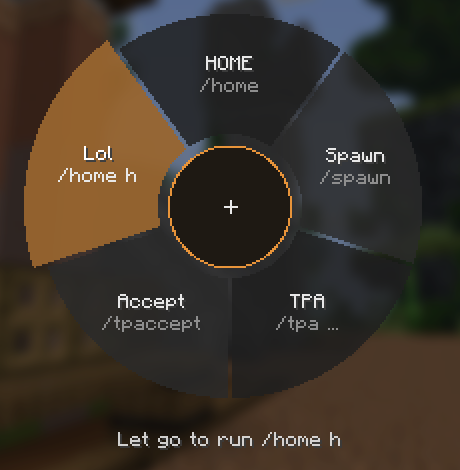 HOME
/home
Lol
/home h
Spawn
/spawn
Accept
/tpaccept
TPA
/tpa ...
Let go to run /home h